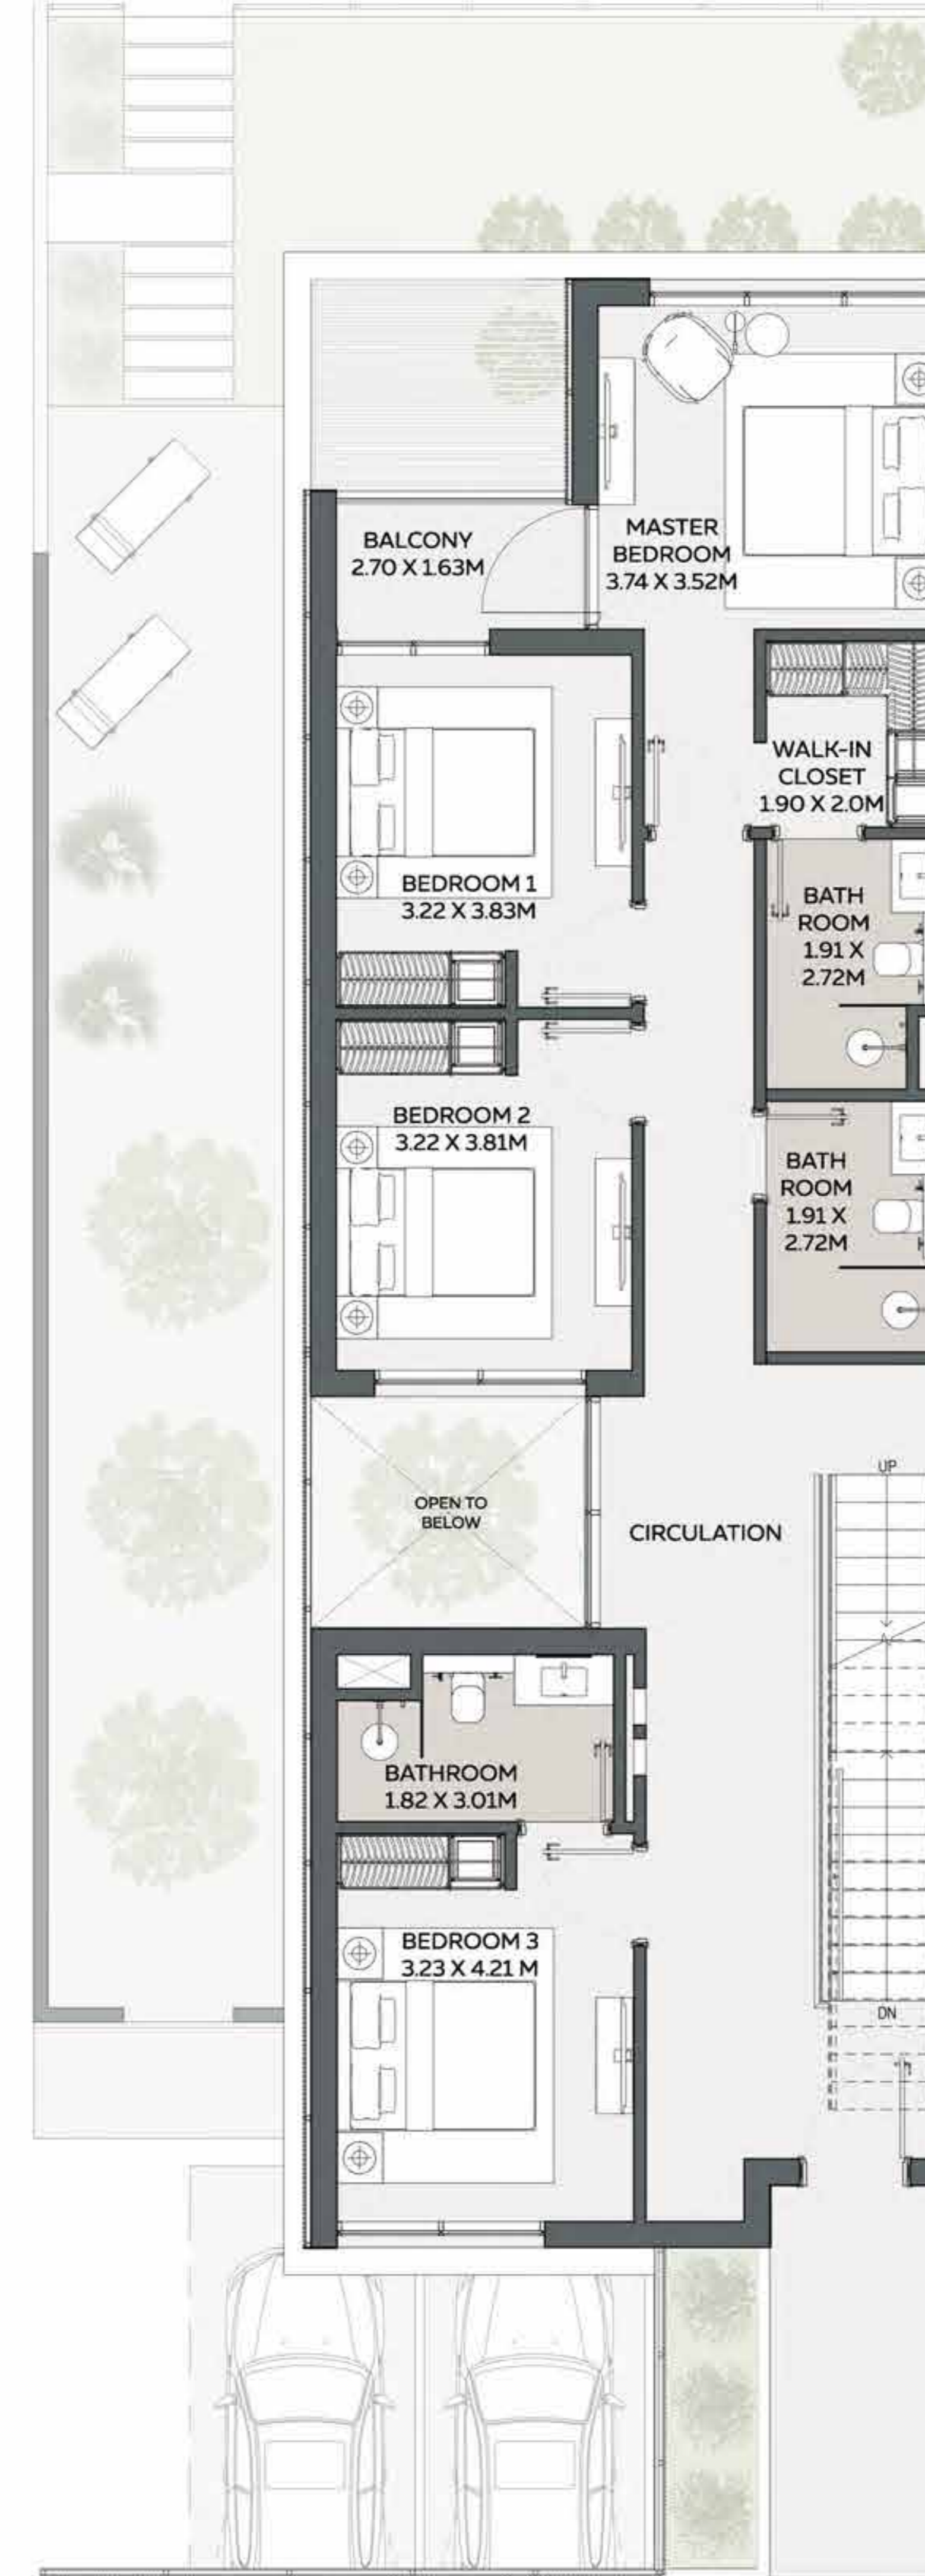 BALCONY
2.70 X 1.63M
MASTER
BEDROOM
3.74 X 3.52M
WALK-IN
CLOSET
1.90 X 2.0M
BEDROOM 1
3.22 X 3.83M
BATH
ROOM
1.91 X
2.72M
BEDROOM 2
3.22 X 3.81M
BATH
ROOM
1.91 X
2.72M
UP
OPEN TO
BELOW
CIRCULATION
BATHROOM
1.82 X 3.01M
BEDROOM 3
3.23 X 4.21 M
DN